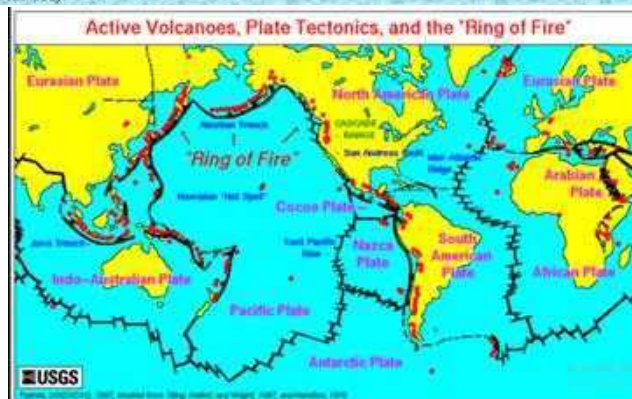 Active Volcanoes, Plate Tectonics, and the "Ring of Fire"
Eurasian Plate
North American Plate
Eurasian Plate
Aleutian Trench
CASCADE
RANGE
"Ring of Fire"
San Andreas Fault
Mid-Atlantic
Ridge
Arabian
Plate
Hawaiian "Hot Spot"
Cocos Plate
Java Trench
East Pacific
Rise
Nazca
Plate
South
American
Plate
Indo-Australian Plate
African Plate
Pacific Plate
Antarctic Plate
USGS